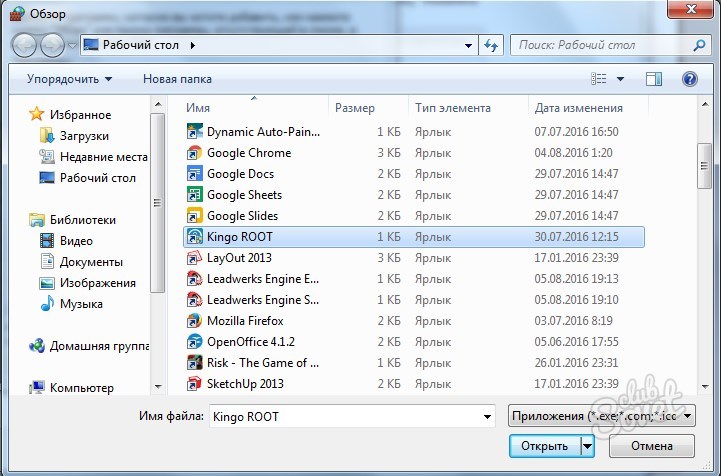 Обзор
Рабочий стол
Поиск: Рабочий стол
Упорядочить Новая папка
Избранное
Загрузки
Недавние места
Рабочий стол
Библиотеки
Видео
Документы
Изображения
Музыка
Домашняя группа
Компьютер
Имя Размер Тип элемента Дата изменения
Dynamic Auto-Pain... 1 КБ Ярлык 07.07.2016 16:50
Google Chrome 3 КБ Ярлык 04.08.2016 1:20
Google Docs 2 КБ Ярлык 29.07.2016 14:47
Google Sheets 2 КБ Ярлык 29.07.2016 14:47
Google Slides 2 КБ Ярлык 29.07.2016 14:47
Kingo ROOT 1 КБ Ярлык 30.07.2016 12:15
LayOut 2013 3 КБ Ярлык 17.01.2016 23:39
Leadwerks Engine E... 1 КБ Ярлык 05.08.2016 19:13
Leadwerks Engine S... 1 КБ Ярлык 05.08.2016 19:10
Mozilla Firefox 2 КБ Ярлык 03.07.2016 8:19
OpenOffice 4.1.2 2 КБ Ярлык 05.06.2016 17:55
Risk - The Game of ... 2 КБ Ярлык 26.01.2016 23:31
SketchUp 2013 2 КБ Ярлык 17.01.2016 23:39
Имя файла: Kingo ROOT Приложения (*.exe;*.com;*.icc
Открыть Отмена
club
Sovet